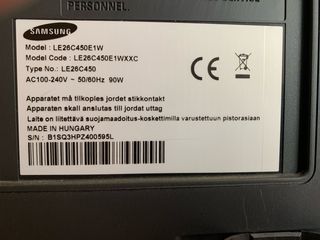 PERSONNEL.
SAMSUNG
Model : LE26C450E1W
Model Code : LE26C450E1WXXC
Type No.: LE26C450
AC100-240V ~ 50/60Hz 90W
CE
Apparatet må tilkoples jordet stikkontakt
Apparaten skall anslutas till jordat uttag
Laite on liitettävä suojamaadoitus-koskettimilla varustettuun pistorasiaan
MADE IN HUNGARY
S/N : B1SQ3HPZ400595L